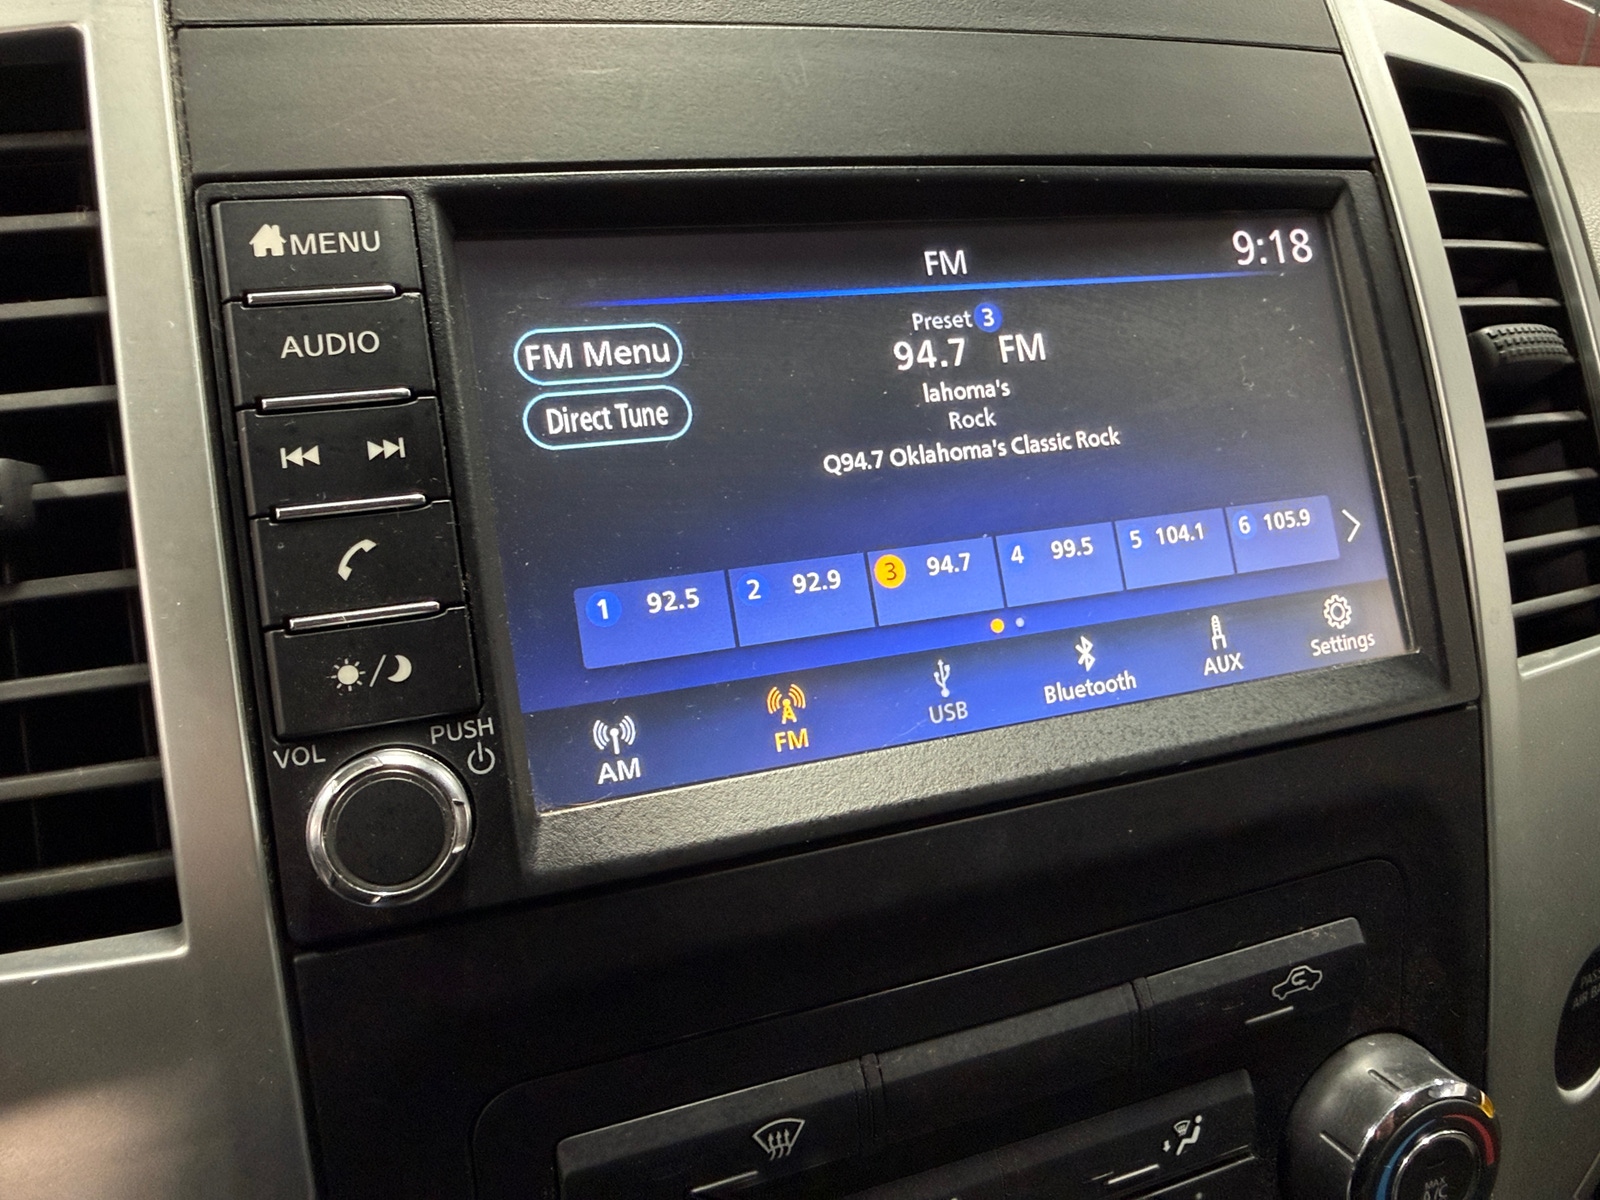 MENU
AUDIO
VOL
PUSH
FM
9:18
FM Menu
Direct Tune
Preset 3
94.7 FM
lahoma's
Rock
Q94.7 Oklahoma's Classic Rock
1 92.5
2 92.9
3 94.7
4 99.5
5 104.1
6 105.9
AM
FM
USB
Bluetooth
AUX
Settings
MAX
A/C